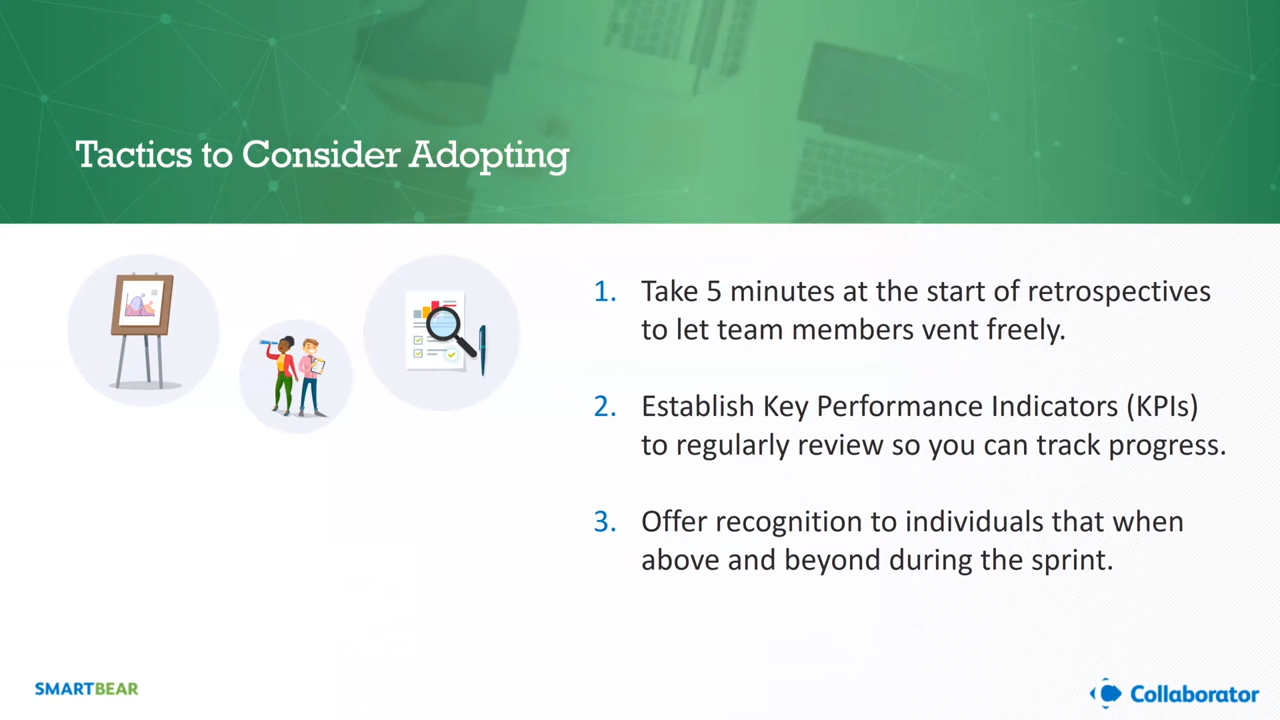 Tactics to Consider Adopting
1. Take 5 minutes at the start of retrospectives
to let team members vent freely.
2. Establish Key Performance Indicators (KPIs)
to regularly review so you can track progress.
3. Offer recognition to individuals that when
above and beyond during the sprint.
SMARTBEAR
Collaborator